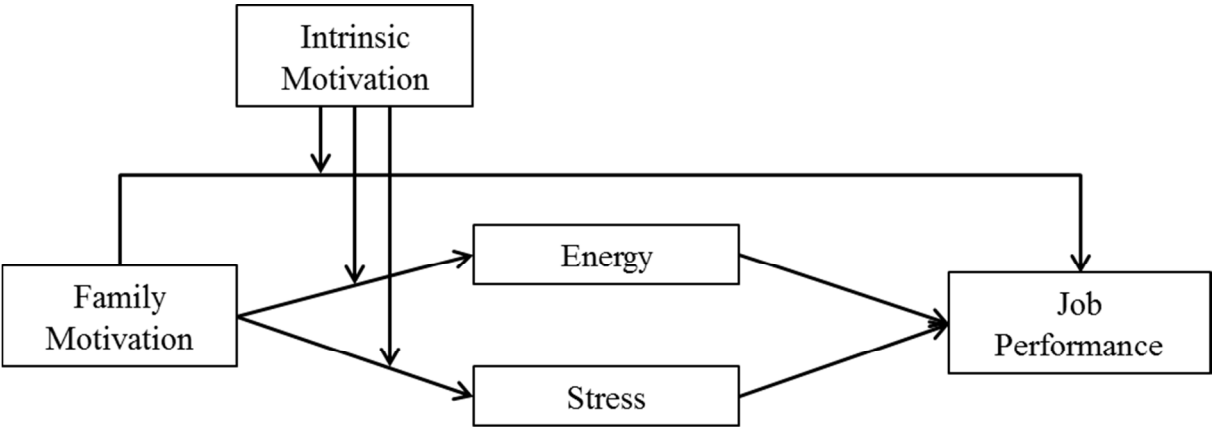 Intrinsic
Motivation
Family
Motivation
Energy
Stress
Job
Performance